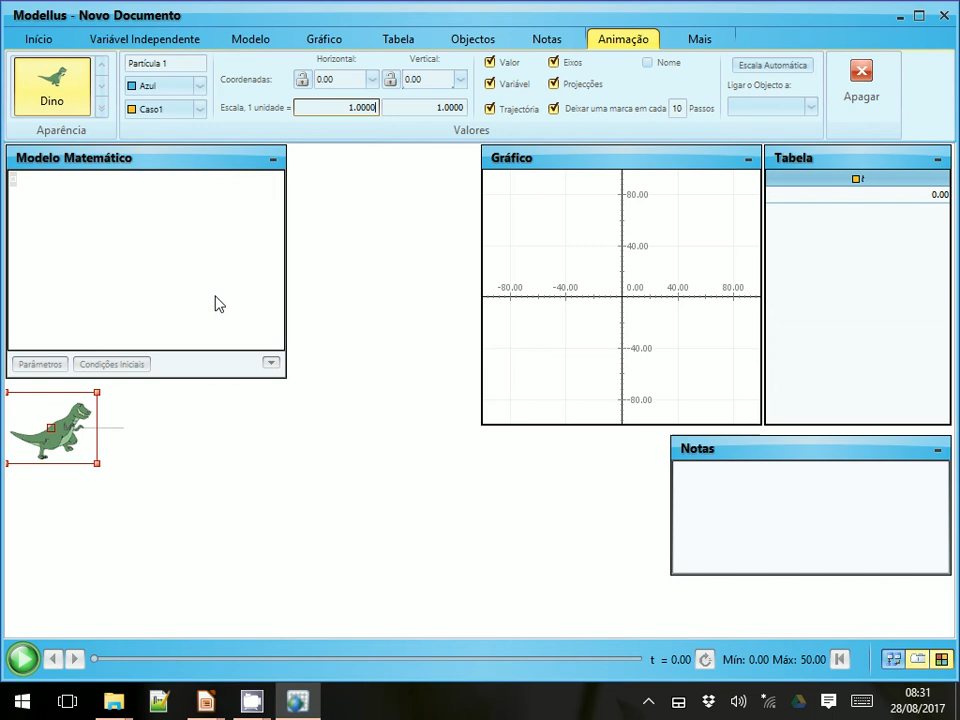 Modellus - Novo Documento
Início Variável Independente Modelo Gráfico Tabela Objectos Notas Animação Mais
Dino
Aparência
Partícula 1
Azul
Caso1
Horizontal: Vertical:
Coordenadas: 0.00 0.00
Escala, 1 unidade = 1.0000 1.0000
Valor Eixos Nome
Variável Projecções
Trajectória Deixar uma marca em cada 10 Passos
Valores
Escala Automática
Ligar o Objecto a:
Apagar
Modelo Matemático
Parâmetros Condições Iniciais
Gráfico
80.00
40.00
-80.00 -40.00 0.00 40.00 80.00
-40.00
-80.00
Tabela
t
0.00
Notas
t = 0.00 Mín: 0.00 Máx: 50.00
08:31
28/08/2017